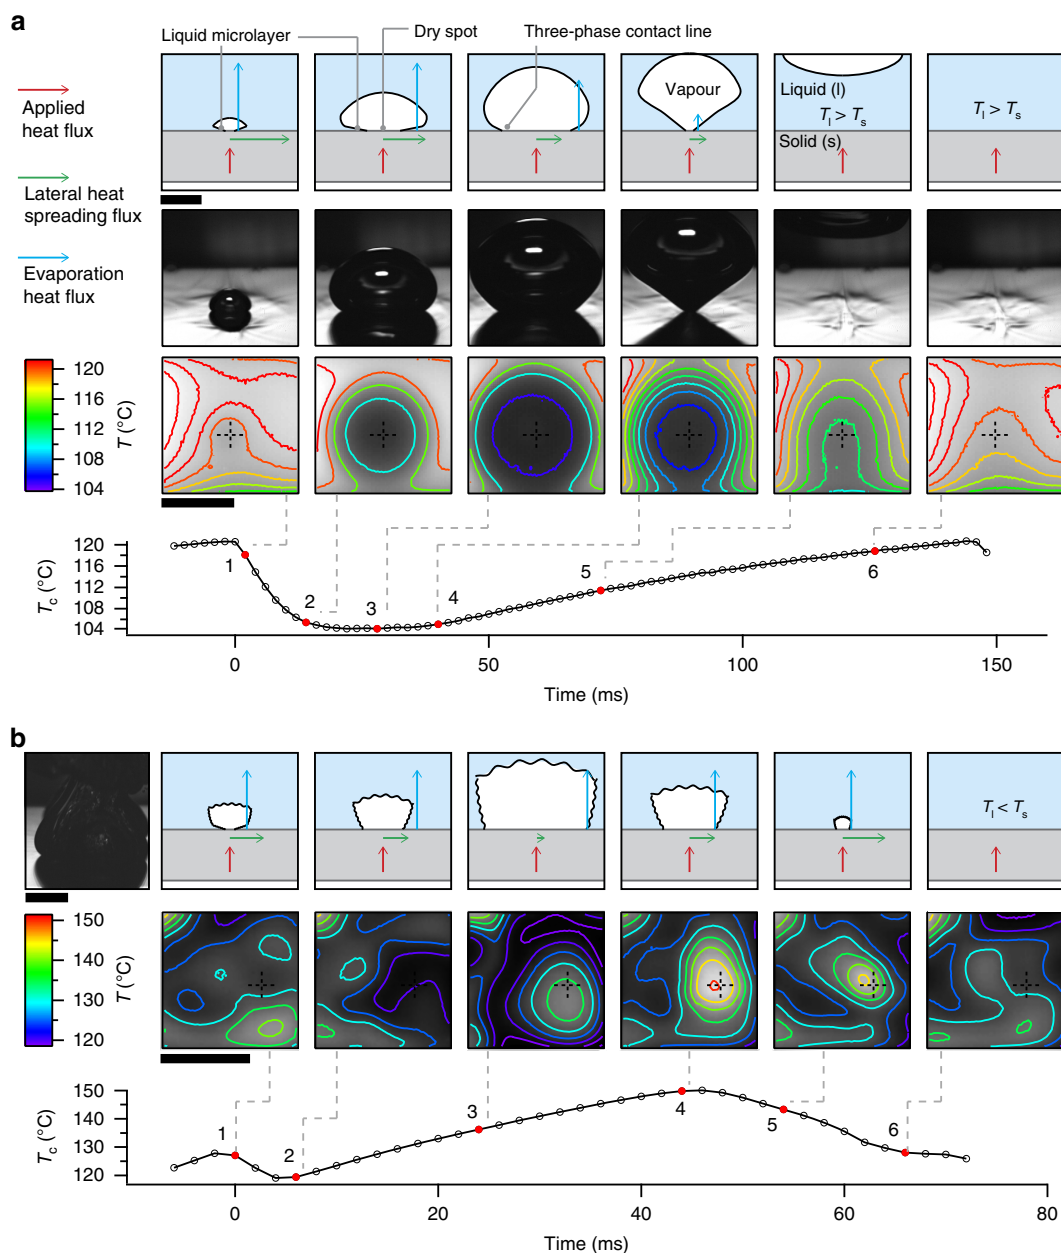 a
Liquid microlayer
Dry spot
Three-phase contact line
Applied
heat flux
Lateral heat
spreading flux
Evaporation
heat flux
Vapour
Liquid (l)
Tl > Ts
Solid (s)
Tl > Ts
120
116
112
108
104
T (°C)
120
116
112
108
104
Tc (°C)
1
2
3
4
5
6
0
50
100
150
Time (ms)
b
Tl < Ts
150
140
130
120
T (°C)
150
140
130
120
Tc (°C)
1
2
3
4
5
6
0
20
40
60
80
Time (ms)